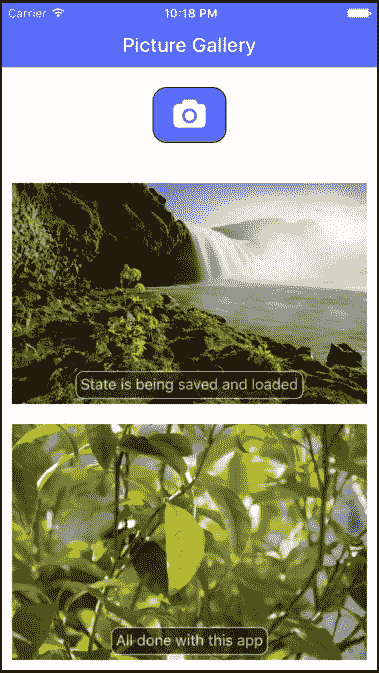 Carrier 10:18 PM
Picture Gallery
State is being saved and loaded
All done with this app